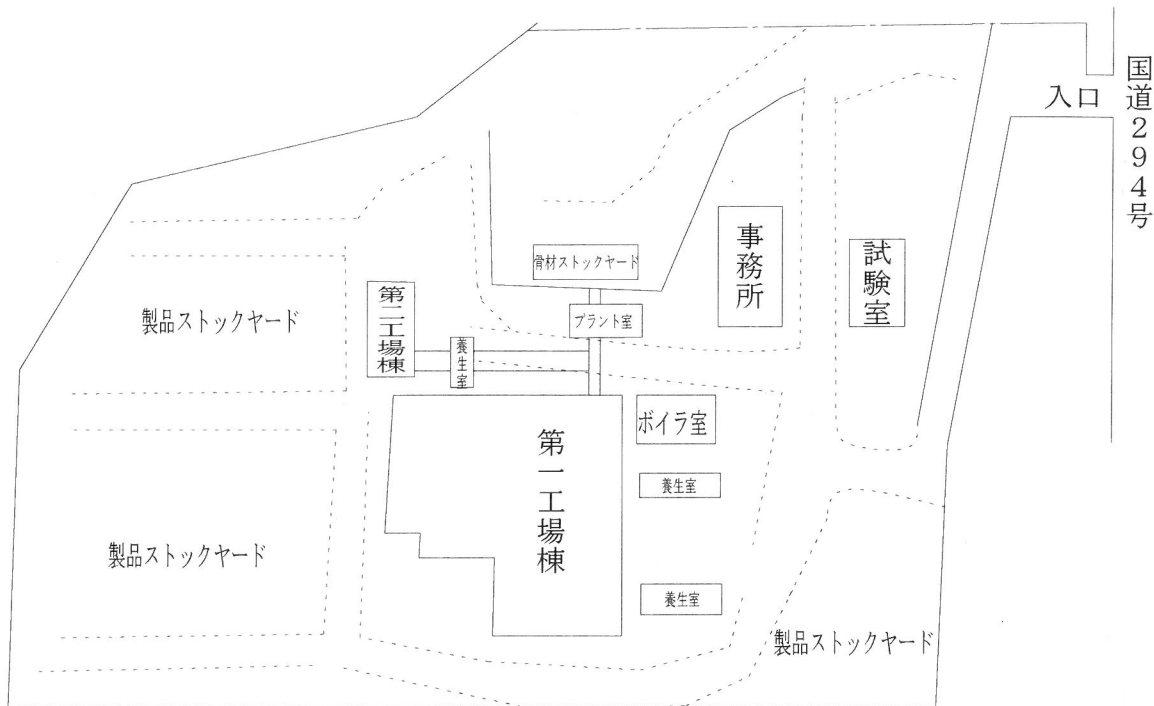 国道294号
入口
事務所
試験室
骨材ストックヤード
プラント室
第二工場棟
養生室
製品ストックヤード
ボイラ室
第一工場棟
養生室
養生室
製品ストックヤード
製品ストックヤード